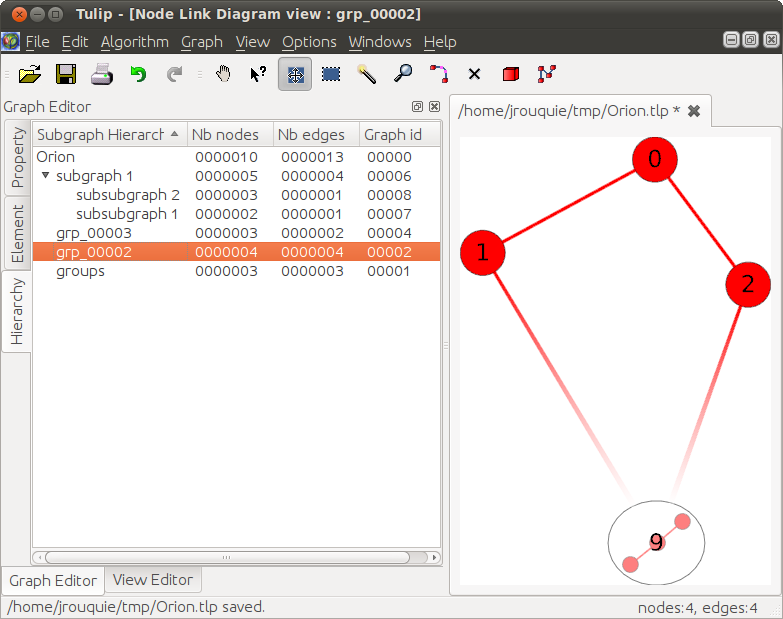 Tulip - [Node Link Diagram view : grp_00002]
File Edit Algorithm Graph View Options Windows Help
Graph Editor
/home/jrouquie/tmp/Orion.tlp *
Property
Element
Hierarchy
Subgraph Hierarch Nb nodes Nb edges Graph id
Orion 0000010 0000013 00000
subgraph 1 0000005 0000004 00006
subsubgraph 2 0000003 0000001 00008
subsubgraph 1 0000002 0000001 00007
grp_00003 0000003 0000002 00004
grp_00002 0000004 0000004 00002
groups 0000003 0000003 00001
0
1
2
9
Graph Editor View Editor
/home/jrouquie/tmp/Orion.tlp saved.
nodes:4, edges:4